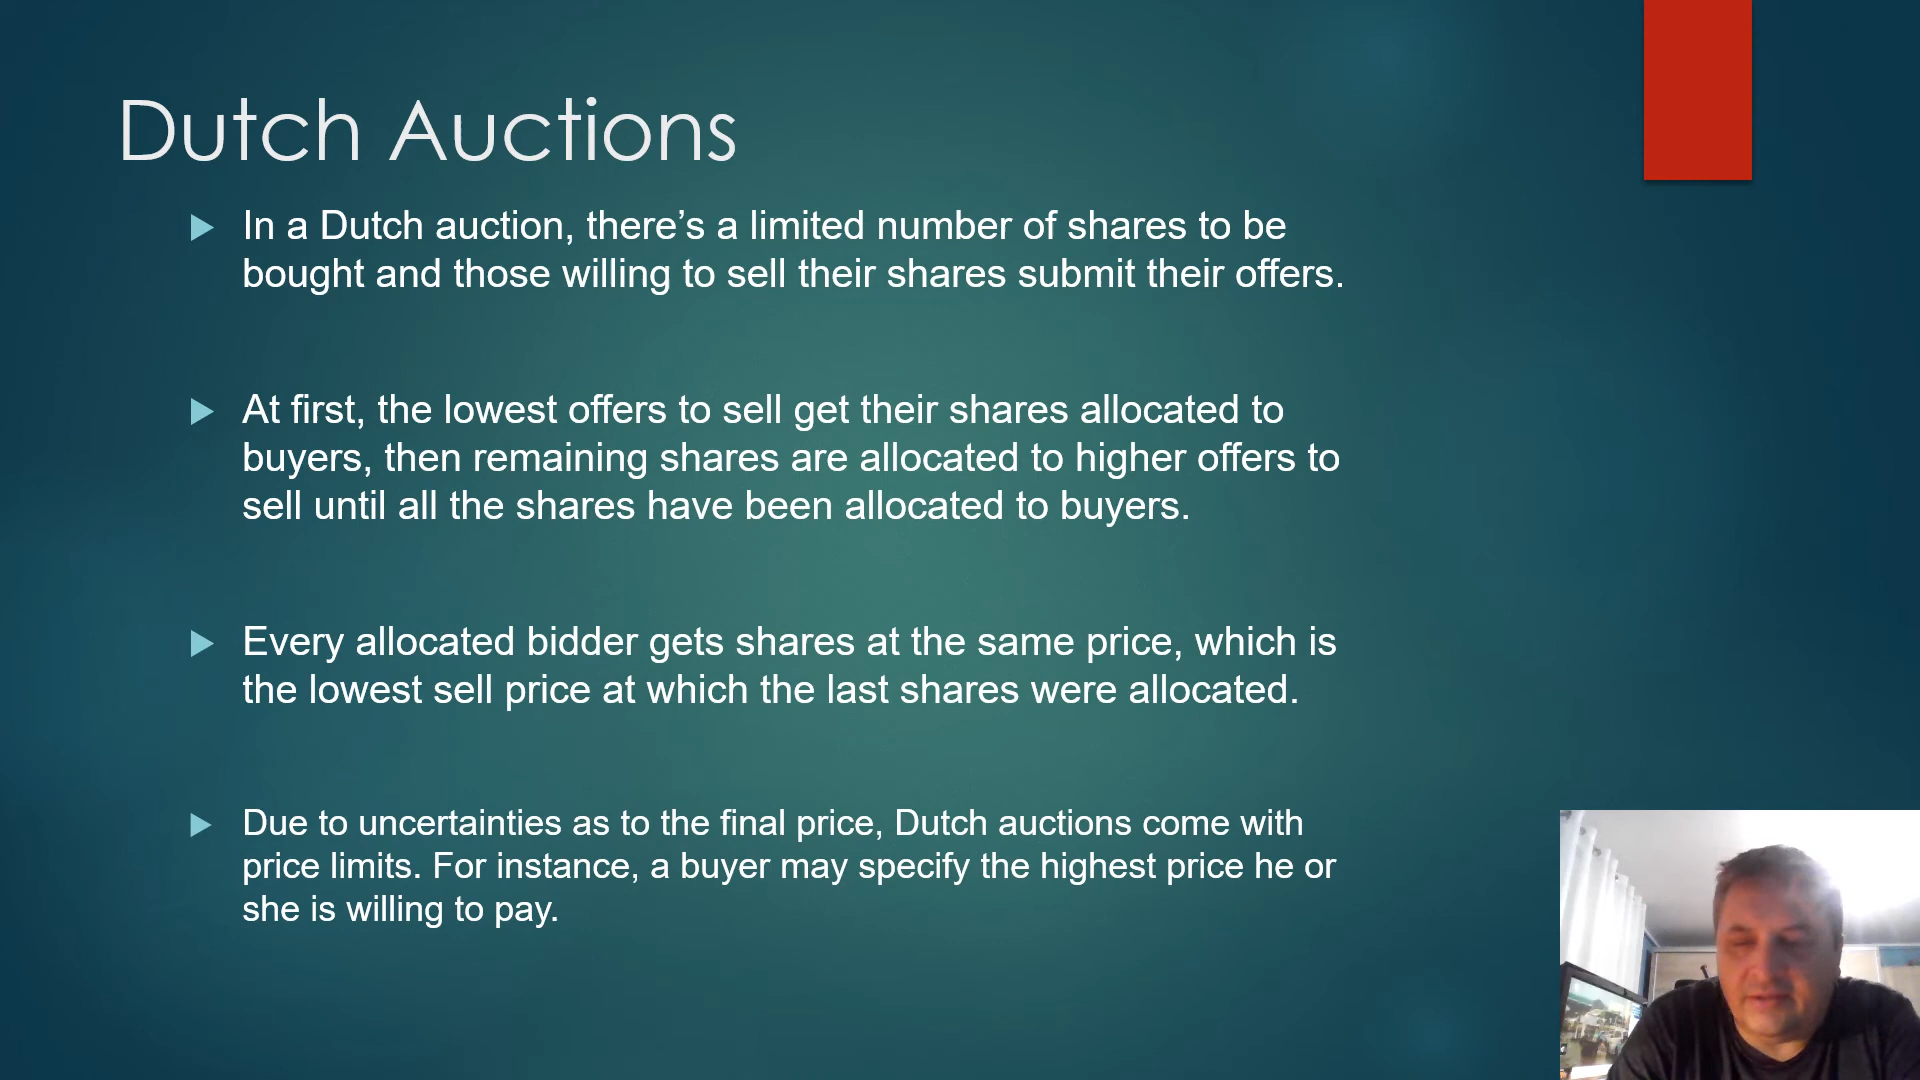 Dutch Auctions
In a Dutch auction, there’s a limited number of shares to be
bought and those willing to sell their shares submit their offers.
At first, the lowest offers to sell get their shares allocated to
buyers, then remaining shares are allocated to higher offers to
sell until all the shares have been allocated to buyers.
Every allocated bidder gets shares at the same price, which is
the lowest sell price at which the last shares were allocated.
Due to uncertainties as to the final price, Dutch auctions come with
price limits. For instance, a buyer may specify the highest price he or
she is willing to pay.